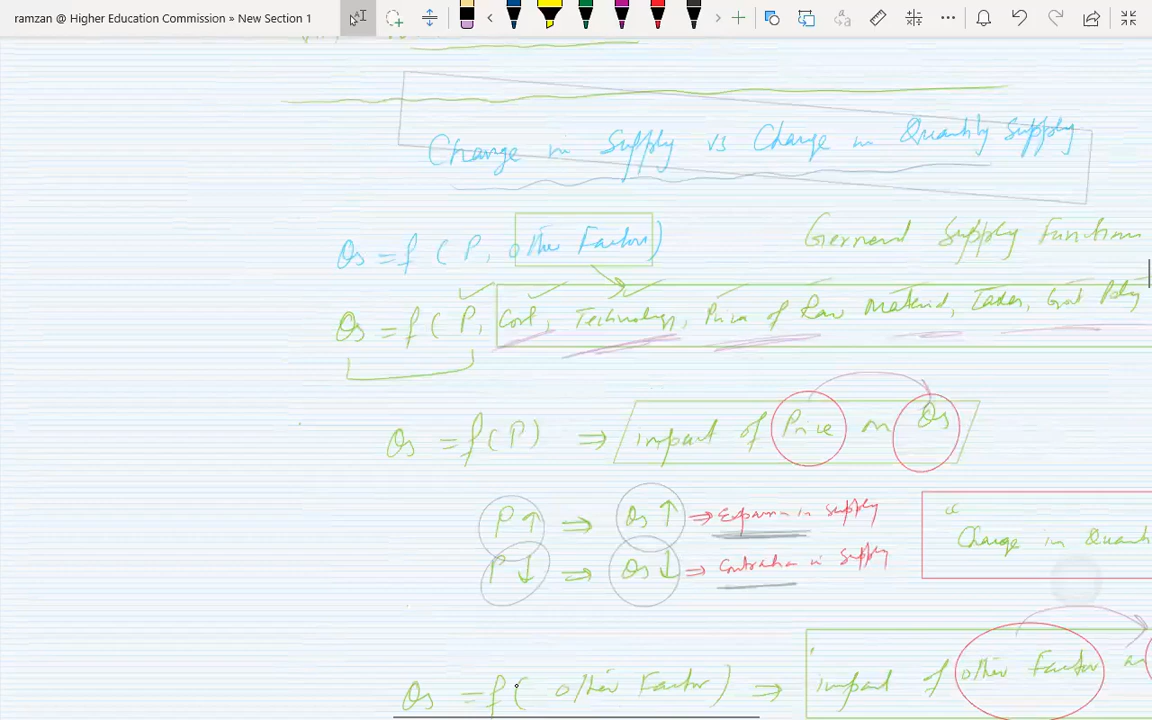 ramzan @ Higher Education Commission » New Section 1
Change in Supply vs Change in Quantity Supply
Qs = f ( P, other Factors)
General Supply Function
Qs = f ( P, Cost, Technology, Price of Raw Material, Taxes, Govt Policy
Qs = f ( P ) ⇒ impact of Price on Qs
P ↑ ⇒ Qs ↑ ⇒ Expansion in supply
P ↓ ⇒ Qs ↓ ⇒ Contraction in supply
“ Change in Quanti
Qs = f ( other Factor ) ⇒ impact of other Factor on